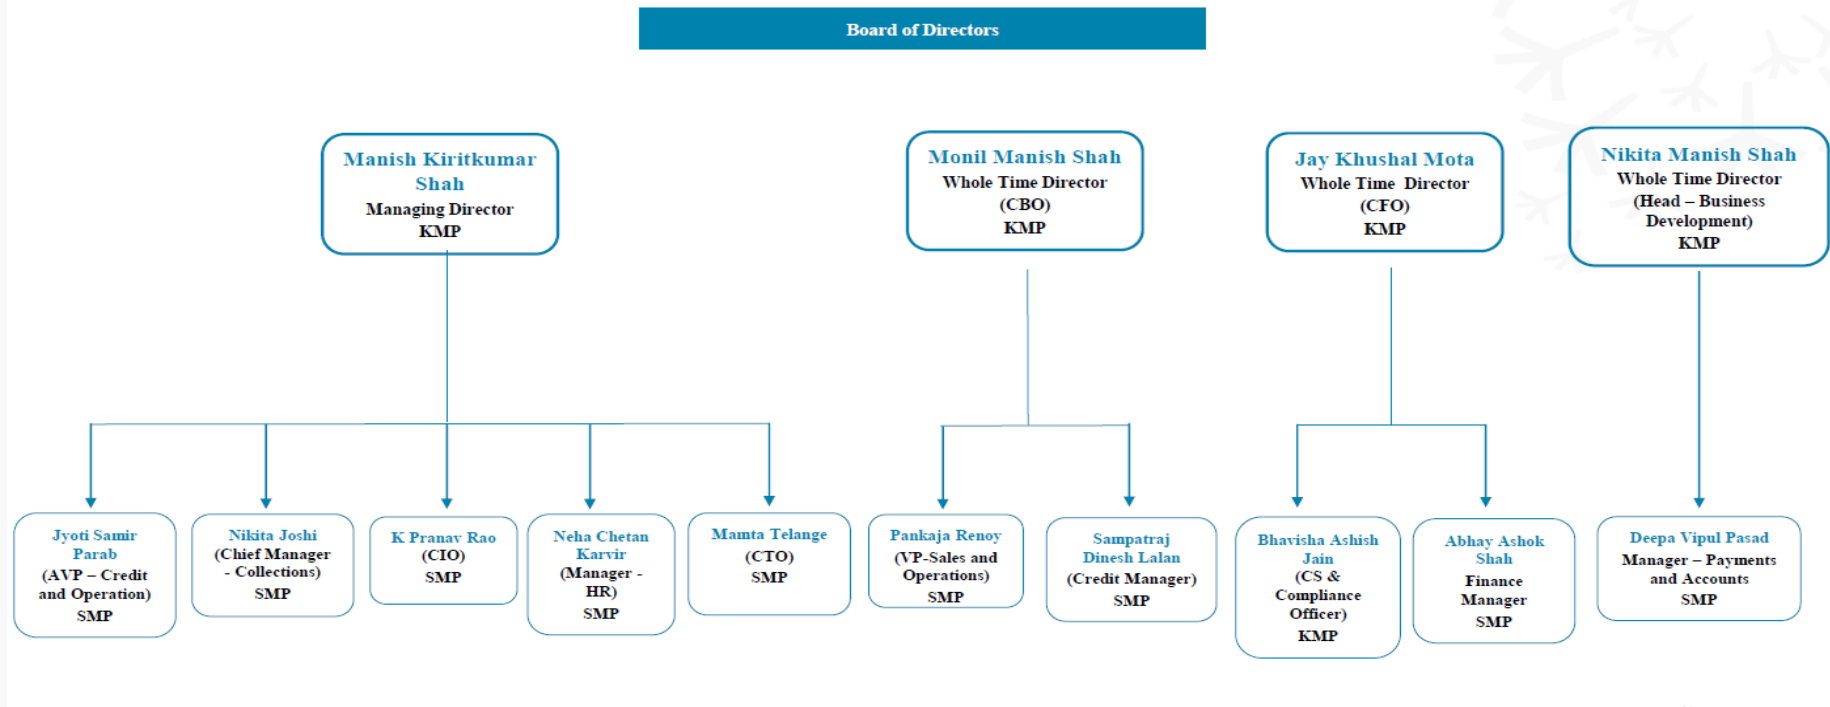 Board of Directors
Manish Kiritkumar
Shah
Managing Director
KMP
Monil Manish Shah
Whole Time Director
(CBO)
KMP
Jay Khushal Mota
Whole Time Director
(CFO)
KMP
Nikita Manish Shah
Whole Time Director
(Head – Business
Development)
KMP
Jyoti Samir
Parab
(AVP – Credit
and Operation)
SMP
Nikita Joshi
(Chief Manager
- Collections)
SMP
K Pranav Rao
(CIO)
SMP
Neha Chetan
Karvir
(Manager -
HR)
SMP
Mamta Telange
(CTO)
SMP
Pankaja Renoy
(VP-Sales and
Operations)
SMP
Sampatraj
Dinesh Lalan
(Credit Manager)
SMP
Bhavisha Ashish
Jain
(CS &
Compliance
Officer)
KMP
Abhay Ashok
Shah
Finance
Manager
SMP
Deepa Vipul Pasad
Manager – Payments
and Accounts
SMP